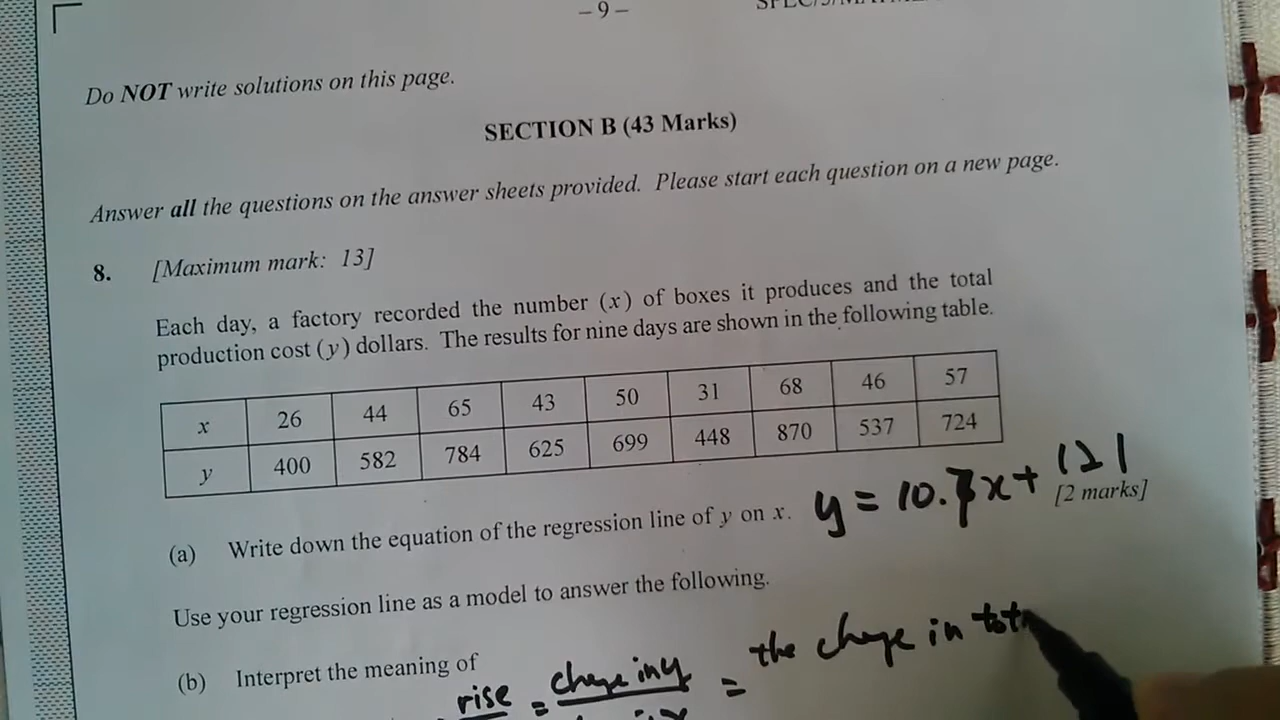 – 9 –
Do NOT write solutions on this page.
SECTION B (43 Marks)
Answer all the questions on the answer sheets provided. Please start each question on a new page.
8. [Maximum mark: 13]
Each day, a factory recorded the number (x) of boxes it produces and the total
production cost (y) dollars. The results for nine days are shown in the following table.
x 26 44 65 43 50 31 68 46 57
y 400 582 784 625 699 448 870 537 724
(a) Write down the equation of the regression line of y on x. y = 10.7x + 121
[2 marks]
Use your regression line as a model to answer the following.
(b) Interpret the meaning of
rise = change in y = the change in